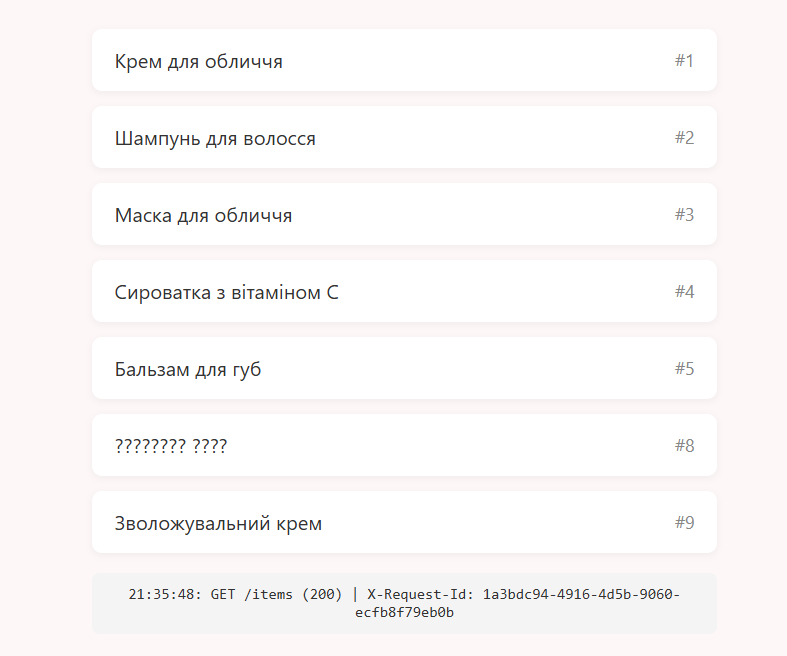 Крем для обличчя #1
Шампунь для волосся #2
Маска для обличчя #3
Сироватка з вітаміном С #4
Бальзам для губ #5
???????? ???? #8
Зволожувальний крем #9
21:35:48: GET /items (200) | X-Request-Id: 1a3bdc94-4916-4d5b-9060-
ecfb8f79eb0b